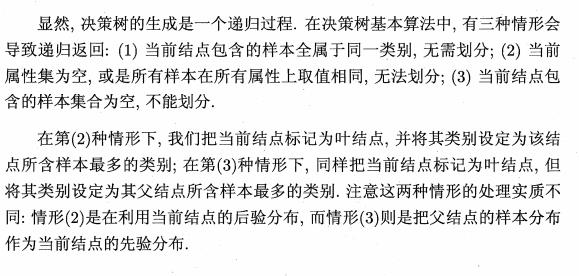 显然, 决策树的生成是一个递归过程. 在决策树基本算法中, 有三种情形会
导致递归返回: (1) 当前结点包含的样本全属于同一类别, 无需划分; (2) 当前
属性集为空, 或是所有样本在所有属性上取值相同, 无法划分; (3) 当前结点包
含的样本集合为空, 不能划分.
在第(2)种情形下, 我们把当前结点标记为叶结点, 并将其类别设定为该结
点所含样本最多的类别; 在第(3)种情形下, 同样把当前结点标记为叶结点, 但
将其类别设定为其父结点所含样本最多的类别. 注意这两种情形的处理实质不
同: 情形(2)是在利用当前结点的后验分布, 而情形(3)则是把父结点的样本分布
作为当前结点的先验分布.